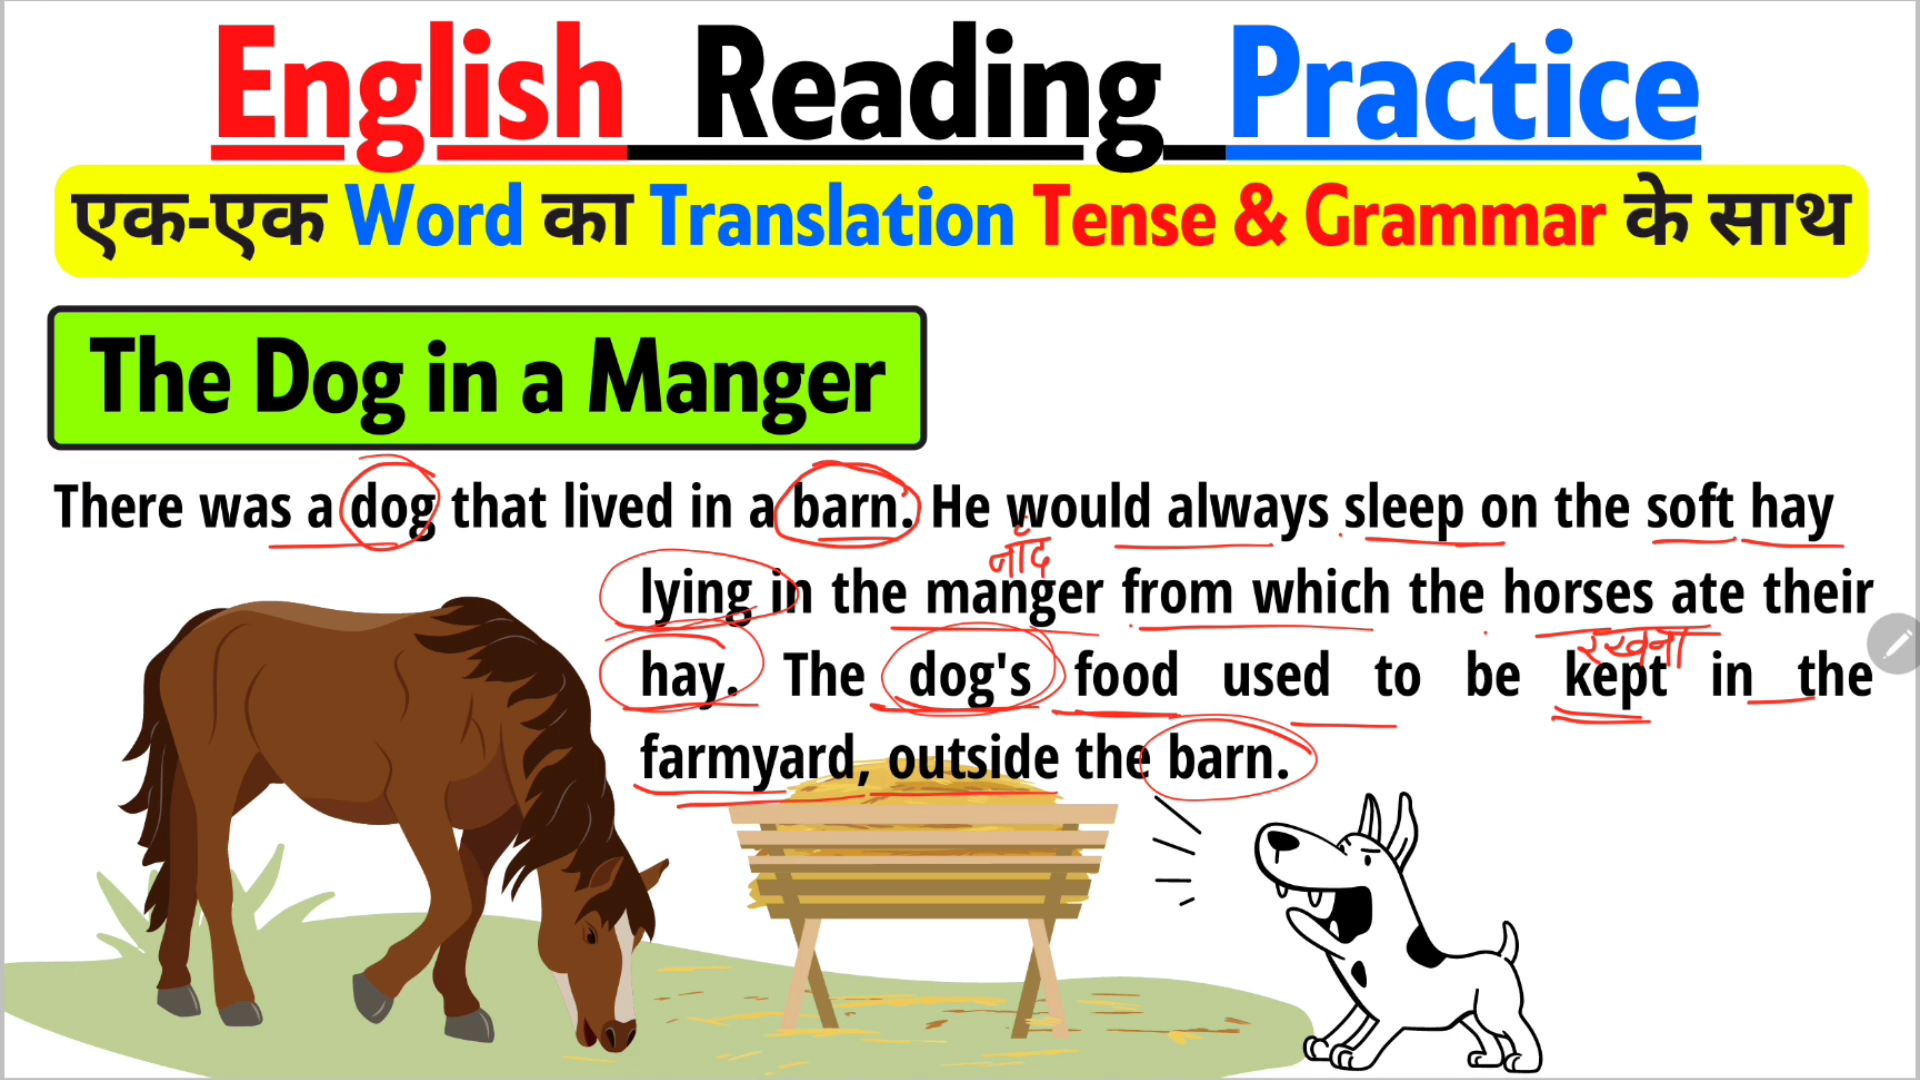 English Reading Practice
एक-एक Word का Translation Tense & Grammar के साथ
The Dog in a Manger
There was a dog that lived in a barn. He would always sleep on the soft hay
नाँद
lying in the manger from which the horses ate their
रखना
hay. The dog's food used to be kept in the
farmyard, outside the barn.